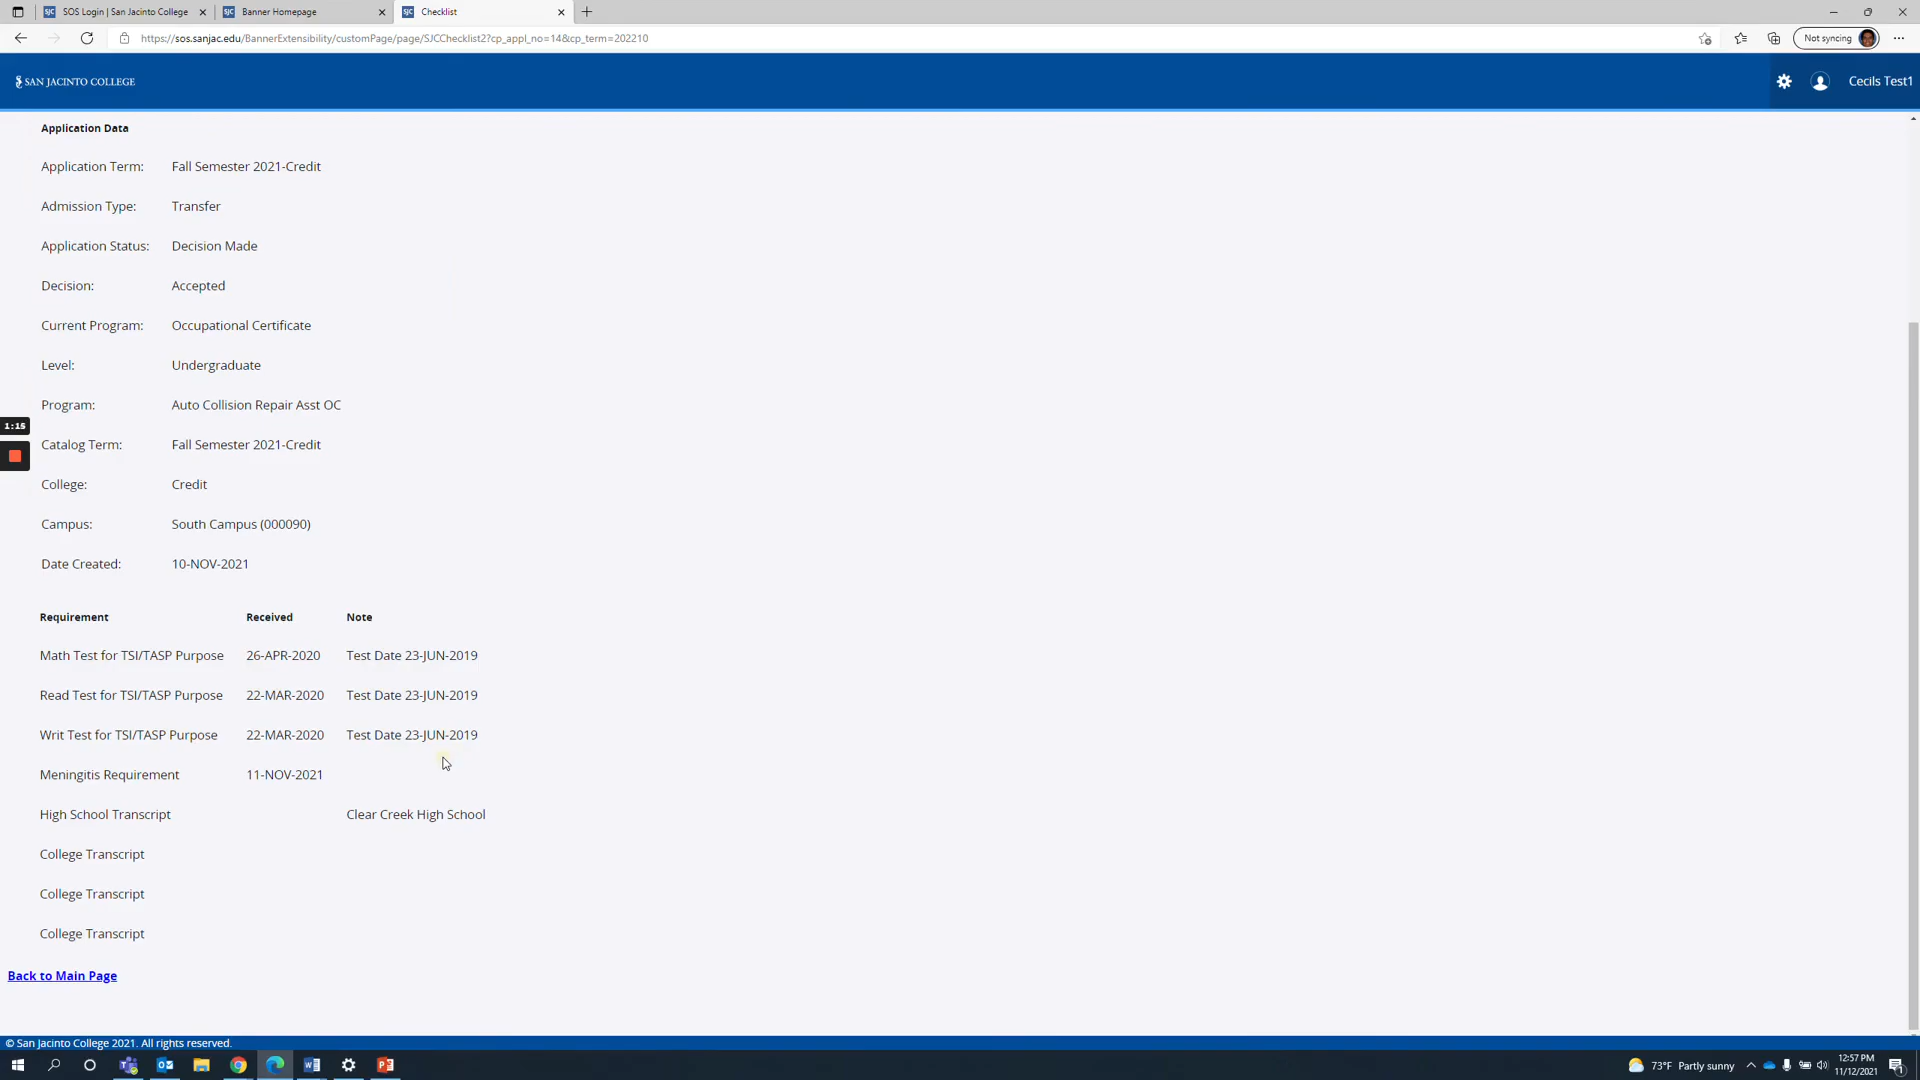 SOS Login | San Jacinto College
Banner Homepage
Checklist
https://sos.sanjac.edu/BannerExtensibility/customPage/page/SJCChecklist2?cp_appl_no=14&cp_term=202210
Not syncing
SAN JACINTO COLLEGE
Cecils Test1
Application Data
Application Term: Fall Semester 2021-Credit
Admission Type: Transfer
Application Status: Decision Made
Decision: Accepted
Current Program: Occupational Certificate
Level: Undergraduate
Program: Auto Collision Repair Asst OC
1:15
Catalog Term: Fall Semester 2021-Credit
College: Credit
Campus: South Campus (000090)
Date Created: 10-NOV-2021
Requirement Received Note
Math Test for TSI/TASP Purpose 26-APR-2020 Test Date 23-JUN-2019
Read Test for TSI/TASP Purpose 22-MAR-2020 Test Date 23-JUN-2019
Writ Test for TSI/TASP Purpose 22-MAR-2020 Test Date 23-JUN-2019
Meningitis Requirement 11-NOV-2021
High School Transcript Clear Creek High School
College Transcript
College Transcript
College Transcript
Back to Main Page
© San Jacinto College 2021. All rights reserved.
73°F Partly sunny
12:57 PM
11/12/2021